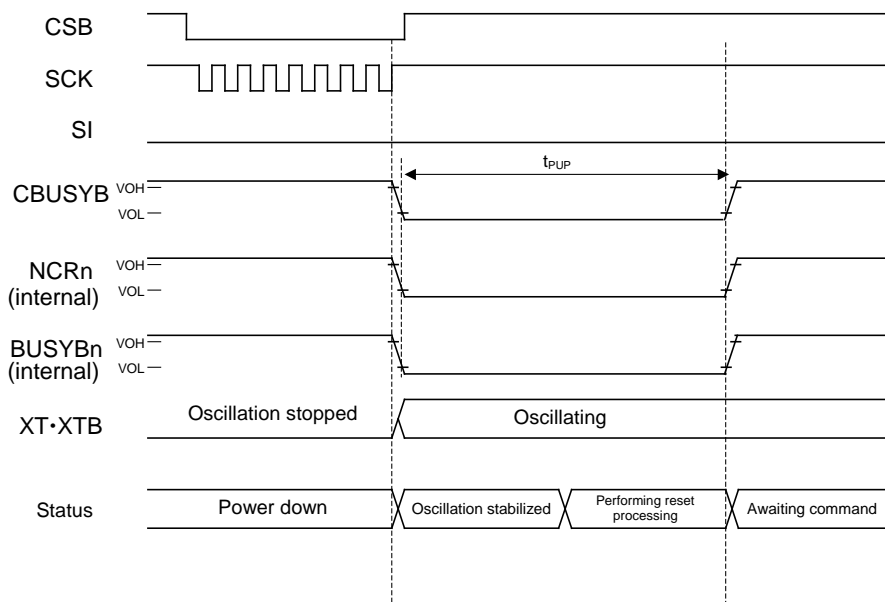 CSB
SCK
SI
tPUP
CBUSYB
VOH
VOL
NCRn
(internal)
VOH
VOL
BUSYBn
(internal)
VOH
VOL
XT•XTB
Oscillation stopped
Oscillating
Status
Power down
Oscillation stabilized
Performing reset
processing
Awaiting command